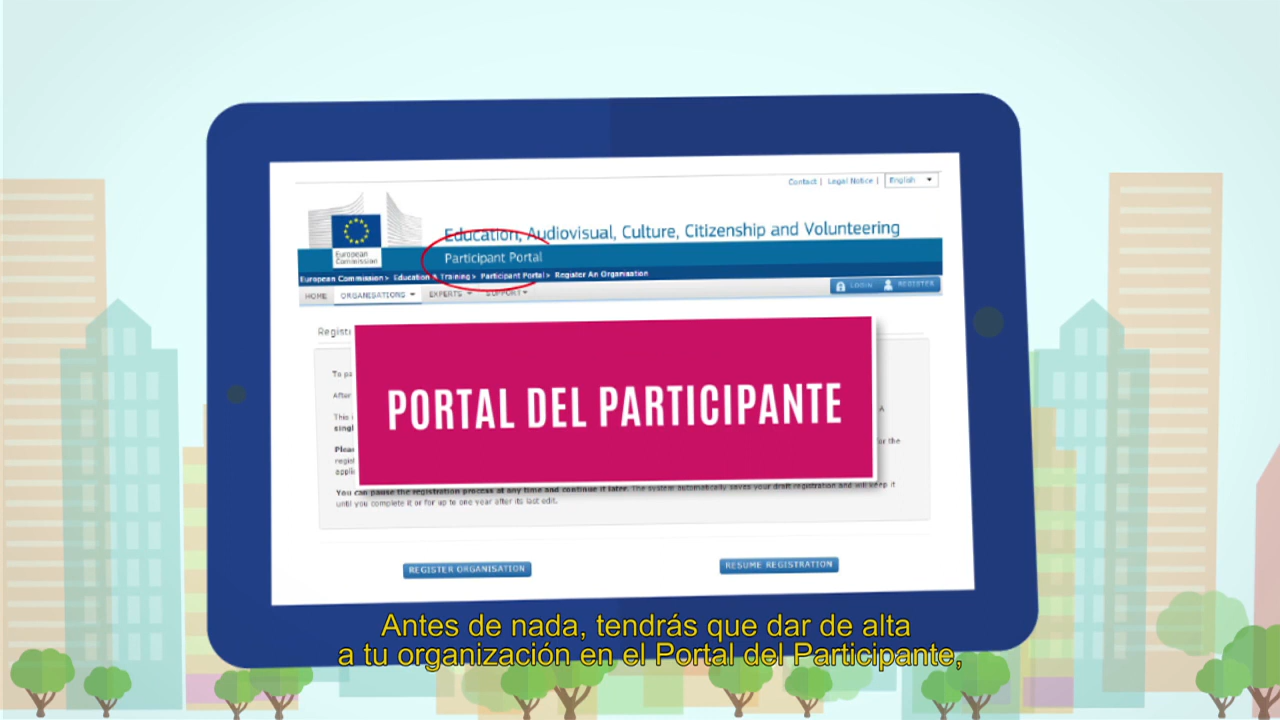 Contact | Legal Notice | English
Education, Audiovisual, Culture, Citizenship and Volunteering
European
Commission
Participant Portal
European Commission > Education & Training > Participant Portal > Register An Organisation
HOME ORGANISATIONS EXPERTS SUPPORT LOGIN REGISTER
PORTAL DEL PARTICIPANTE
You can pause the registration process at any time and continue it later. The system automatically saves your draft registration and will keep it
until you complete it or for up to one year after its last edit.
REGISTER ORGANISATION RESUME REGISTRATION
Antes de nada, tendrás que dar de alta
a tu organización en el Portal del Participante,